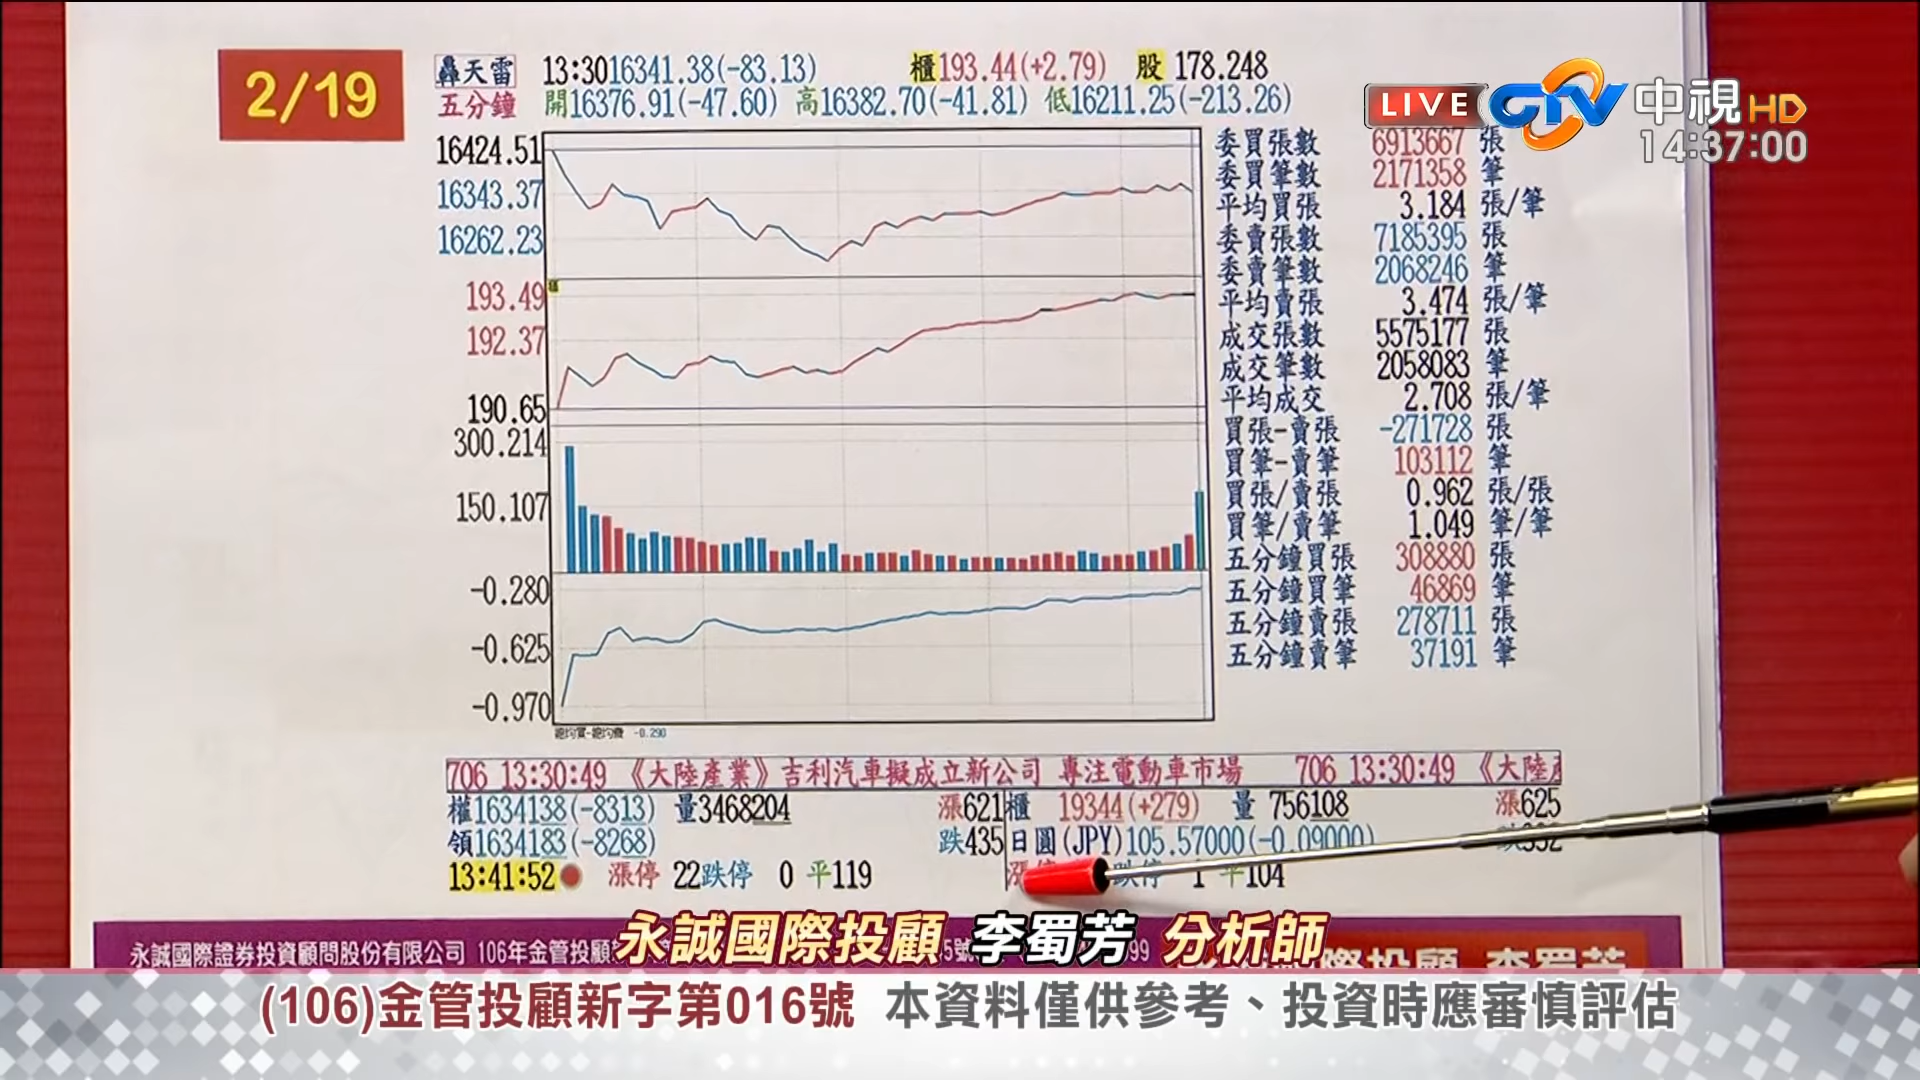 2/19
轟天雷 13:30 16341.38(-83.13) 櫃193.44(+2.79) 股 178.248
五分鐘 開16376.91(-47.60) 高16382.70(-41.81) 低16211.25(-213.26)
LIVE CTV 中視HD
14:37:00
16424.51
16343.37
16262.23
193.49
192.37
190.65
300.214
150.107
-0.280
-0.625
-0.970
-0.290
委買張數 6913667 張
委買筆數 2171358 筆
平均買張 3.184 張/筆
委賣張數 7185395 張
委賣筆數 2068246 筆
平均賣張 3.474 張/筆
成交張數 5575177 張
成交筆數 2058083 筆
平均成交 2.708 張/筆
買張-賣張 -271728 張
買筆-賣筆 103112 筆
買張/賣張 0.962 張/張
買筆/賣筆 1.049 筆/筆
五分鐘買張 308880 張
五分鐘買筆 46869 筆
五分鐘賣張 278711 張
五分鐘賣筆 37191 筆
706 13:30:49 《大陸產業》吉利汽車擬成立新公司 專注電動車市場 706 13:30:49 《大陸
權1634138(-8313) 量3468204 漲621 櫃 19344(+279) 量 756108 漲625
領1634183(-8268) 跌435 日圓(JPY)105.57000(-0.09000)
13:41:52 漲停 22跌停 0 平119 跌停 1 平104
永誠國際投顧 李蜀芳 分析師
永誠國際證券投資顧問股份有限公司 106年金管投顧
(106)金管投顧新字第016號 本資料僅供參考、投資時應審慎評估